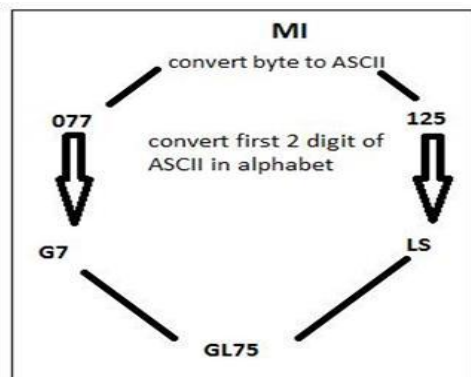 MI
convert byte to ASCII
077
125
convert first 2 digit of
ASCII in alphabet
G7
LS
GL75